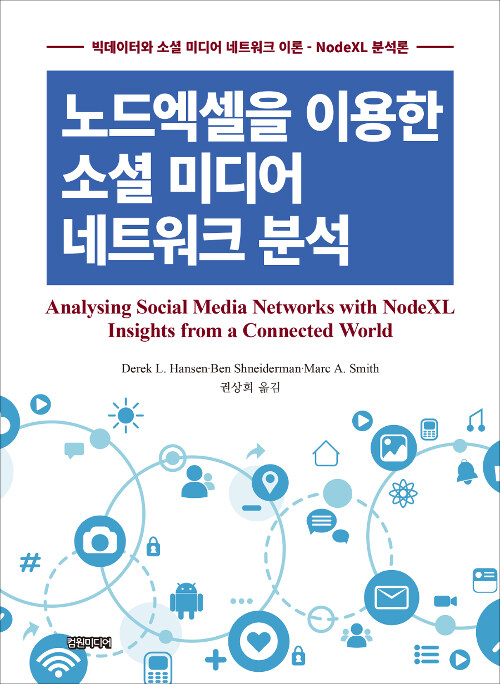 빅데이터와 소셜 미디어 네트워크 이론 - NodeXL 분석론
노드엑셀을 이용한
소셜 미디어
네트워크 분석
Analysing Social Media Networks with NodeXL
Insights from a Connected World
Derek L. Hansen·Ben Shneiderman·Marc A. Smith
권상희 옮김
#
컴원미디어